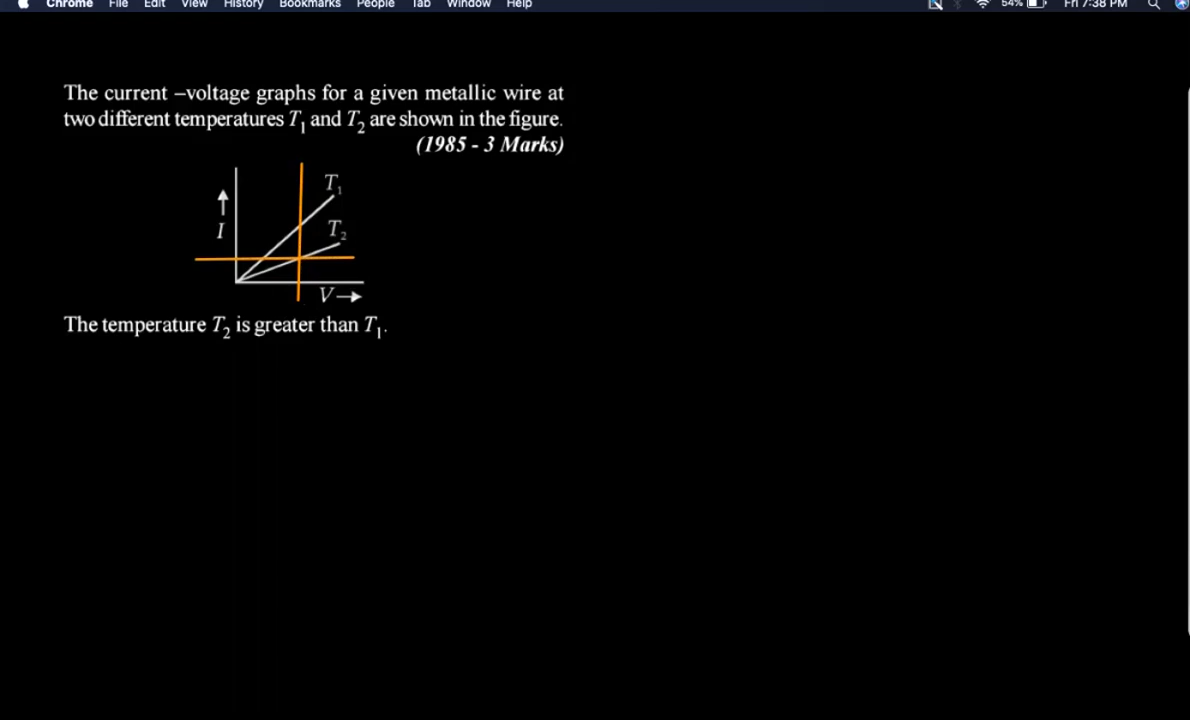 Chrome File Edit View History Bookmarks People Tab Window Help 54% Fri 7:38 PM
The current –voltage graphs for a given metallic wire at
two different temperatures T₁ and T₂ are shown in the figure.
(1985 - 3 Marks)
T₁
I
T₂
V
The temperature T₂ is greater than T₁.